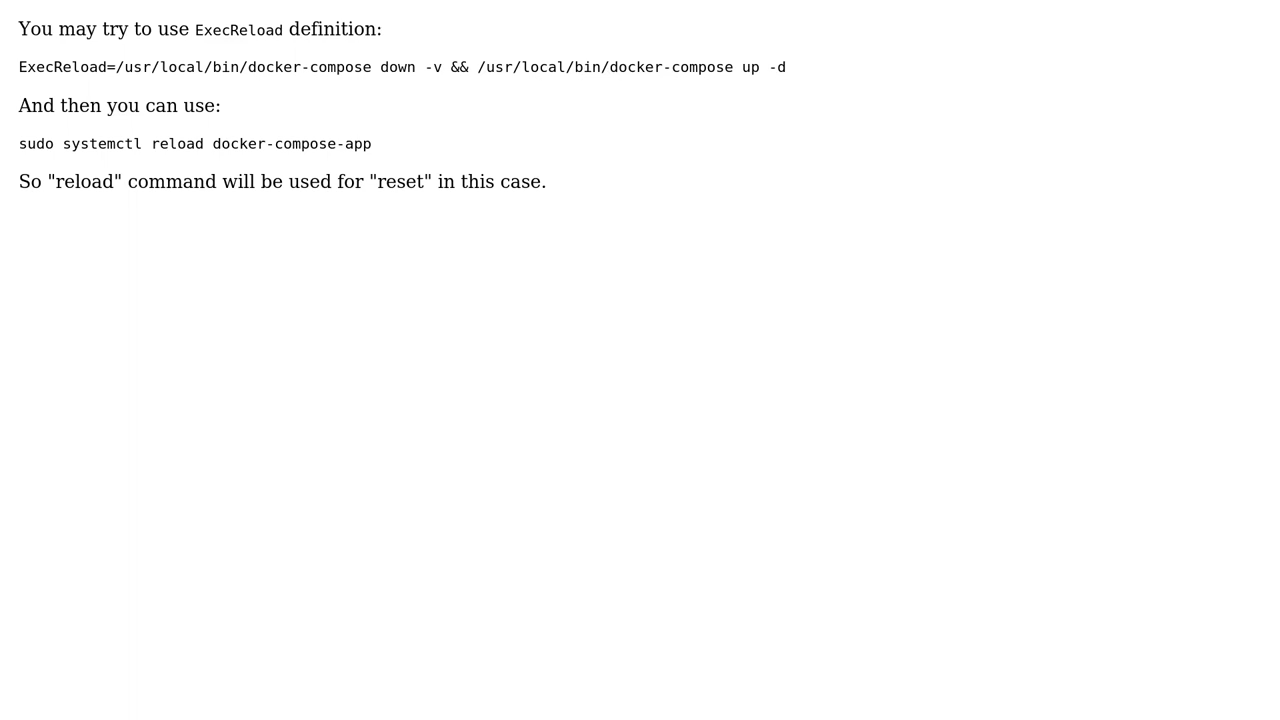 You may try to use ExecReload definition:
ExecReload=/usr/local/bin/docker-compose down -v && /usr/local/bin/docker-compose up -d
And then you can use:
sudo systemctl reload docker-compose-app
So "reload" command will be used for "reset" in this case.